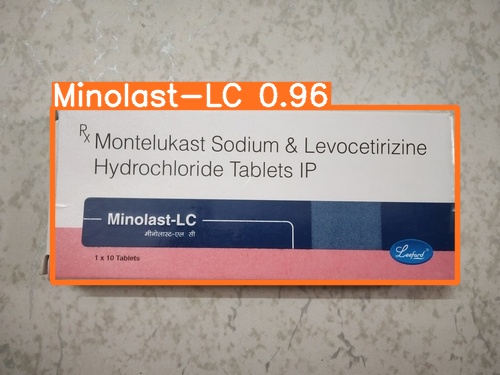 Minolast-LC 0.96
Rx Montelukast Sodium & Levocetirizine
Hydrochloride Tablets IP
Minolast-LC
मीनोलास्ट-एल सी
1 x 10 Tablets
Leeford